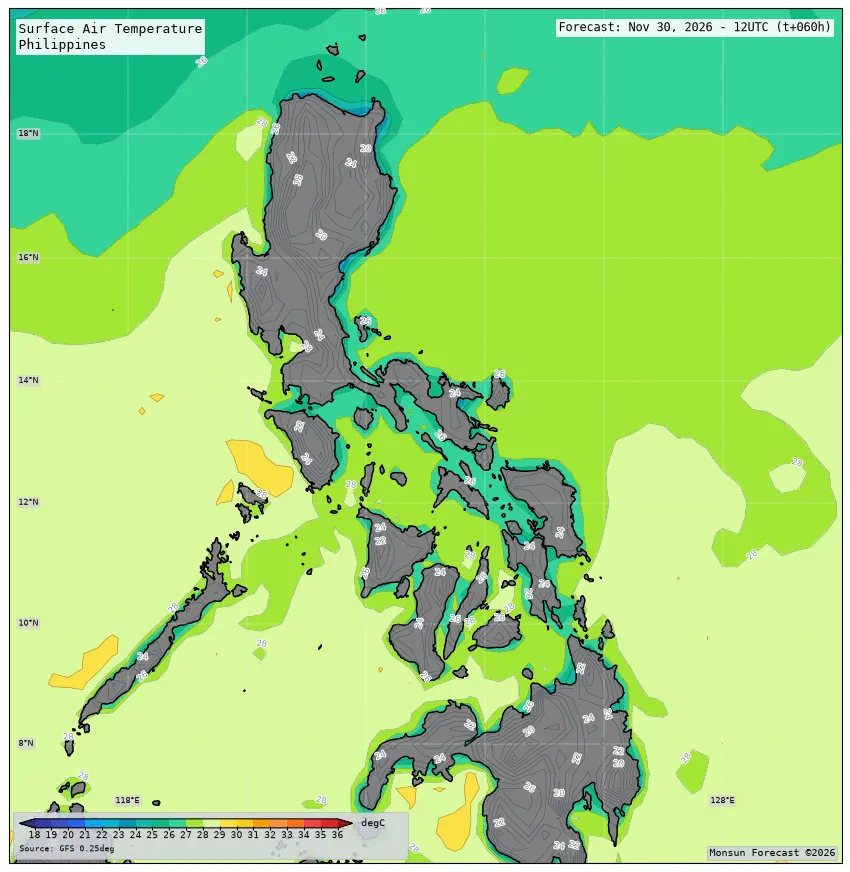 Surface Air Temperature
Philippines
Forecast: Nov 30, 2026 - 12UTC (t+060h)
18°N
16°N
14°N
12°N
10°N
8°N
118°E
128°E
18 19 20 21 22 23 24 25 26 27 28 29 30 31 32 33 34 35 36
degC
Source: GFS 0.25deg
Monsun Forecast ©2026